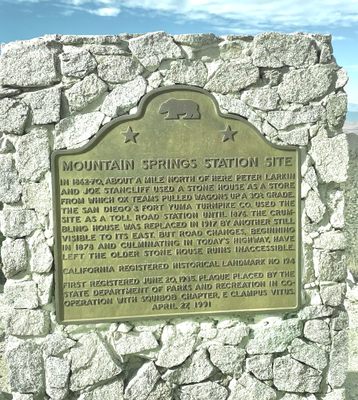 MOUNTAIN SPRINGS STATION SITE
IN 1862-70, ABOUT A MILE NORTH OF HERE PETER LARKIN
AND JOE STANCLIFF USED A STONE HOUSE AS A STORE
FROM WHICH OX TEAMS PULLED WAGONS UP A 30% GRADE.
THE SAN DIEGO & FORT YUMA TURNPIKE CO. USED THE
SITE AS A TOLL ROAD STATION UNTIL 1876. THE CRUM-
BLING HOUSE WAS REPLACED IN 1917 BY ANOTHER STILL
VISIBLE TO ITS EAST. BUT ROAD CHANGES, BEGINNING
IN 1878 AND CULMINATING IN TODAY'S HIGHWAY, HAVE
LEFT THE OLDER STONE HOUSE RUINS INACCESSIBLE.
CALIFORNIA REGISTERED HISTORICAL LANDMARK NO. 194
FIRST REGISTERED JUNE 20, 1935. PLAQUE PLACED BY THE
STATE DEPARTMENT OF PARKS AND RECREATION IN CO-
OPERATION WITH SQUIBOB CHAPTER, E CLAMPUS VITUS.
APRIL 27, 1991